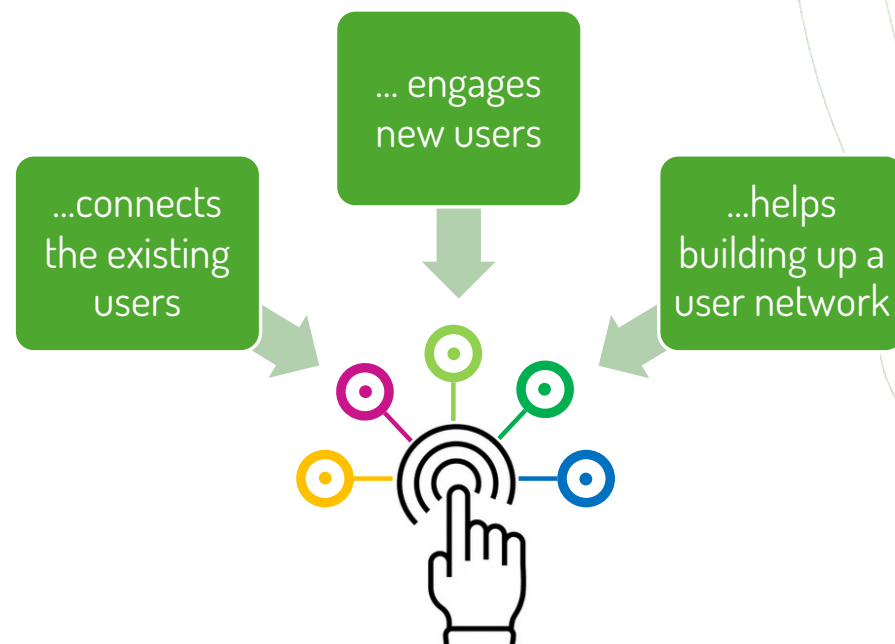 ... engages
new users
...connects
the existing
users
...helps
building up a
user network